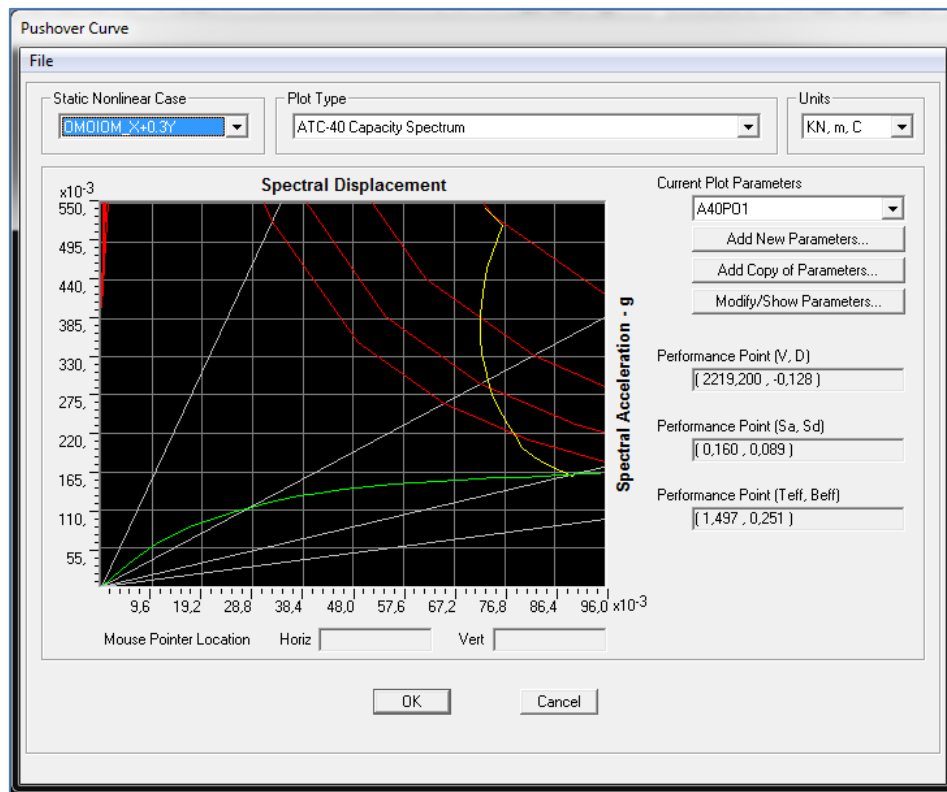 Pushover Curve
File
Static Nonlinear Case
OMOIOM_X+0.3Y
Plot Type
ATC-40 Capacity Spectrum
Units
KN, m, C
Spectral Displacement
x10-3
550,
495,
440,
385,
330,
275,
220,
165,
110,
55,
9,6 19,2 28,8 38,4 48,0 57,6 67,2 76,8 86,4 96,0 x10-3
Spectral Acceleration - g
Mouse Pointer Location Horiz Vert
Current Plot Parameters
A40PO1
Add New Parameters...
Add Copy of Parameters...
Modify/Show Parameters...
Performance Point (V, D)
( 2219,200 , -0,128 )
Performance Point (Sa, Sd)
( 0,160 , 0,089 )
Performance Point (Teff, Beff)
( 1,497 , 0,251 )
OK Cancel